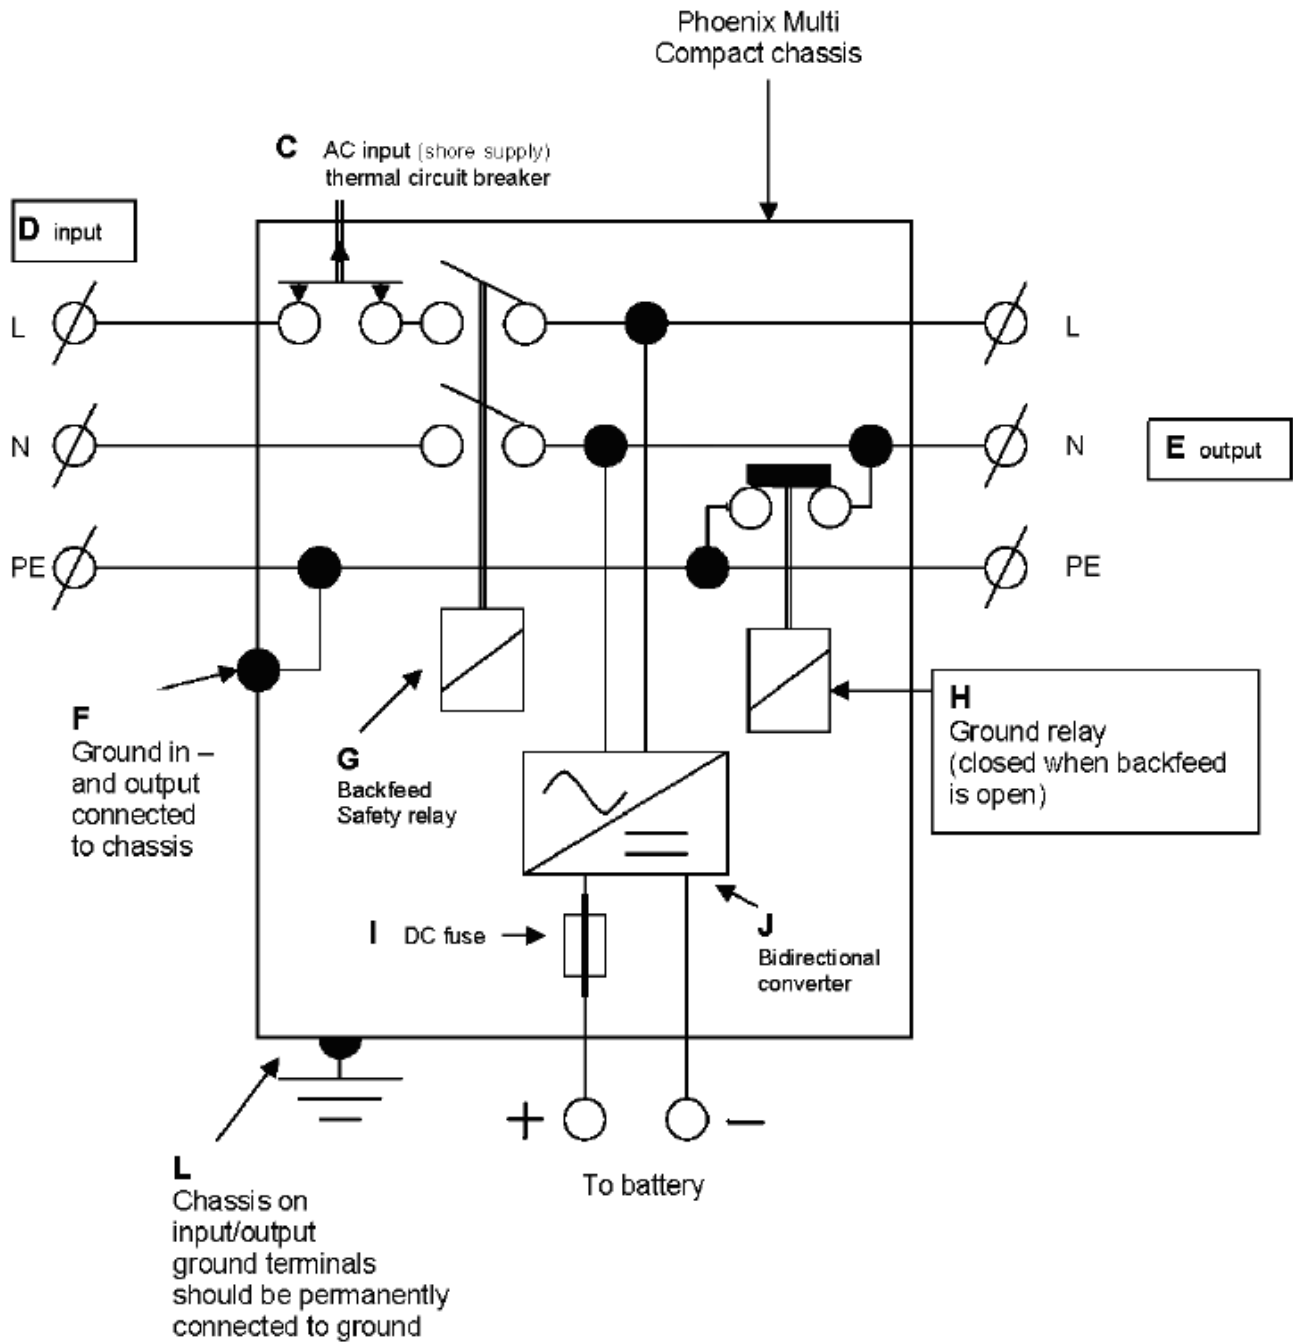 Phoenix Multi
Compact chassis
C AC input (shore supply)
thermal circuit breaker
D input
L
L
N
N
E output
PE
PE
F
Ground in –
and output
connected
to chassis
G
Backfeed
Safety relay
H
Ground relay
(closed when backfeed
is open)
I DC fuse
J
Bidirectional
converter
+
–
To battery
L
Chassis on
input/output
ground terminals
should be permanently
connected to ground